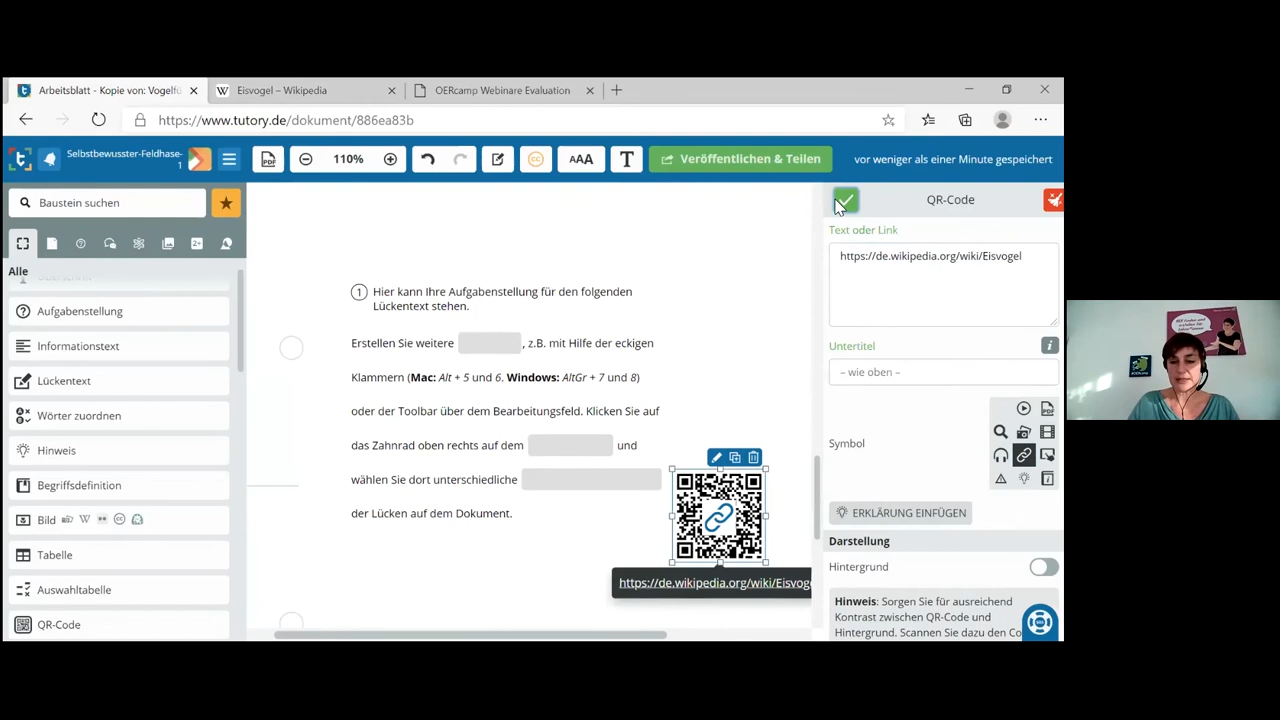 Arbeitsblatt - Kopie von: Vogelfu
Eisvogel – Wikipedia
OERcamp Webinare Evaluation
https://www.tutory.de/dokument/886ea83b
Selbstbewusster-Feldhase-
1
110%
AAA
T
Veröffentlichen & Teilen
vor weniger als einer Minute gespeichert
Baustein suchen
Alle
Aufgabenstellung
Informationstext
Lückentext
Wörter zuordnen
Hinweis
Begriffsdefinition
Bild
Tabelle
Auswahltabelle
QR-Code
1 Hier kann Ihre Aufgabenstellung für den folgenden
Lückentext stehen.
Erstellen Sie weitere , z.B. mit Hilfe der eckigen
Klammern (Mac: Alt + 5 und 6. Windows: AltGr + 7 und 8)
oder der Toolbar über dem Bearbeitungsfeld. Klicken Sie auf
das Zahnrad oben rechts auf dem und
wählen Sie dort unterschiedliche
der Lücken auf dem Dokument.
https://de.wikipedia.org/wiki/Eisvoge
QR-Code
Text oder Link
https://de.wikipedia.org/wiki/Eisvogel
Untertitel
– wie oben –
Symbol
ERKLÄRUNG EINFÜGEN
Darstellung
Hintergrund
Hinweis: Sorgen Sie für ausreichend
Kontrast zwischen QR-Code und
Hintergrund. Scannen Sie dazu den Co